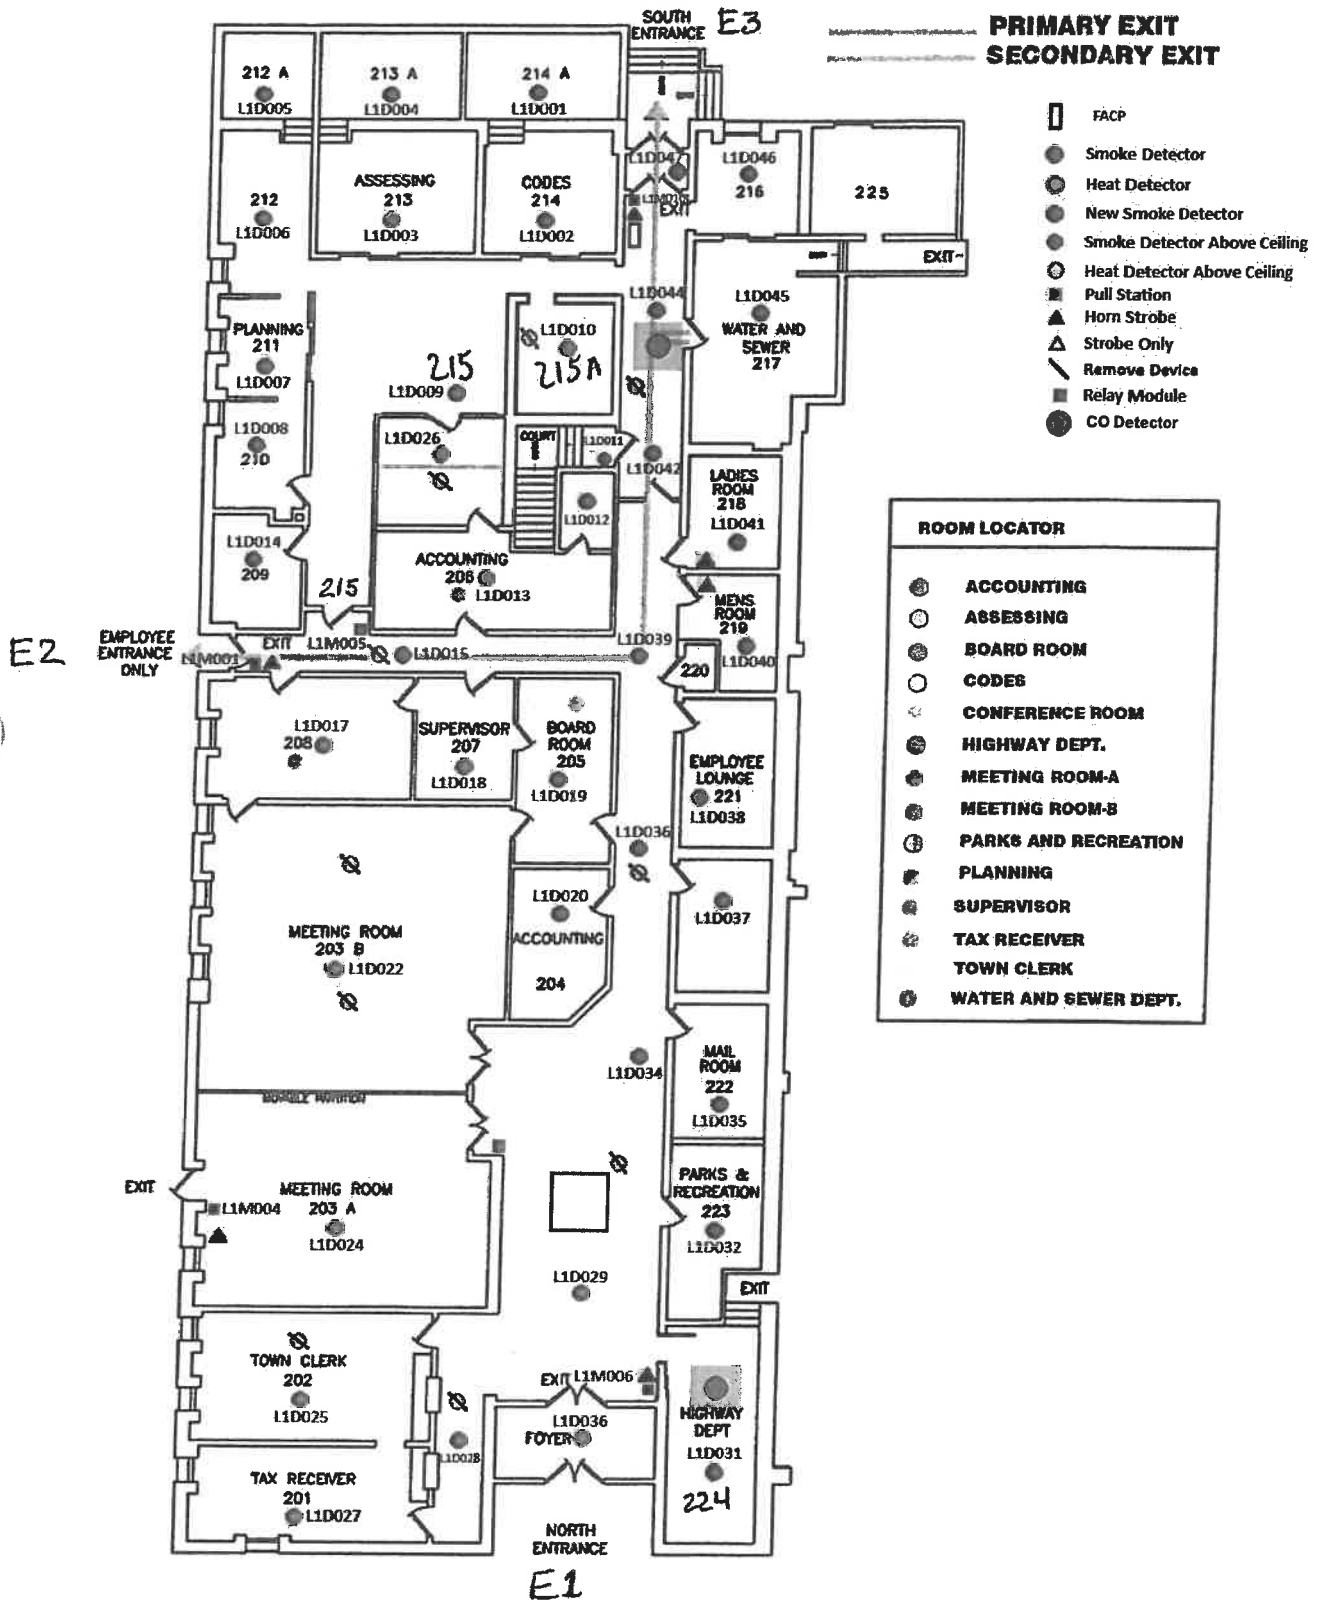 SOUTH
ENTRANCE
E3
PRIMARY EXIT
SECONDARY EXIT
212 A
L1D005
213 A
L1D004
214 A
L1D001
FACP
Smoke Detector
Heat Detector
New Smoke Detector
Smoke Detector Above Ceiling
Heat Detector Above Ceiling
Pull Station
Horn Strobe
Strobe Only
Remove Device
Relay Module
CO Detector
212
L1D006
ASSESSING
213
L1D003
CODES
214
L1D002
L1D047
EXIT
L1D046
216
225
EXIT
PLANNING
211
L1D007
L1D008
210
215
L1D009
L1D010
215A
L1D044
L1D045
WATER AND
SEWER
217
L1D026
COURT
L1D011
L1D042
L1D012
LADIES
ROOM
218
L1D041
L1D014
209
ACCOUNTING
206
L1D013
215
MENS
ROOM
219
L1D040
220
E2
EMPLOYEE
ENTRANCE
ONLY
L1M001
EXIT
L1M005
L1D015
L1D039
L1D017
208
SUPERVISOR
207
L1D018
BOARD
ROOM
205
L1D019
EMPLOYEE
LOUNGE
221
L1D038
L1D036
L1D020
ACCOUNTING
204
L1D037
MEETING ROOM
203 B
L1D022
L1D034
MAIL
ROOM
222
L1D035
MOVABLE PARTITION
EXIT
L1M004
MEETING ROOM
203 A
L1D024
PARKS &
RECREATION
223
L1D032
L1D029
EXIT
TOWN CLERK
202
L1D025
EXIT
L1M006
L1D036
FOYER
L1D028
HIGHWAY
DEPT
L1D031
224
TAX RECEIVER
201
L1D027
NORTH
ENTRANCE
E1
ROOM LOCATOR
ACCOUNTING
ASSESSING
BOARD ROOM
CODES
CONFERENCE ROOM
HIGHWAY DEPT.
MEETING ROOM-A
MEETING ROOM-B
PARKS AND RECREATION
PLANNING
SUPERVISOR
TAX RECEIVER
TOWN CLERK
WATER AND SEWER DEPT.